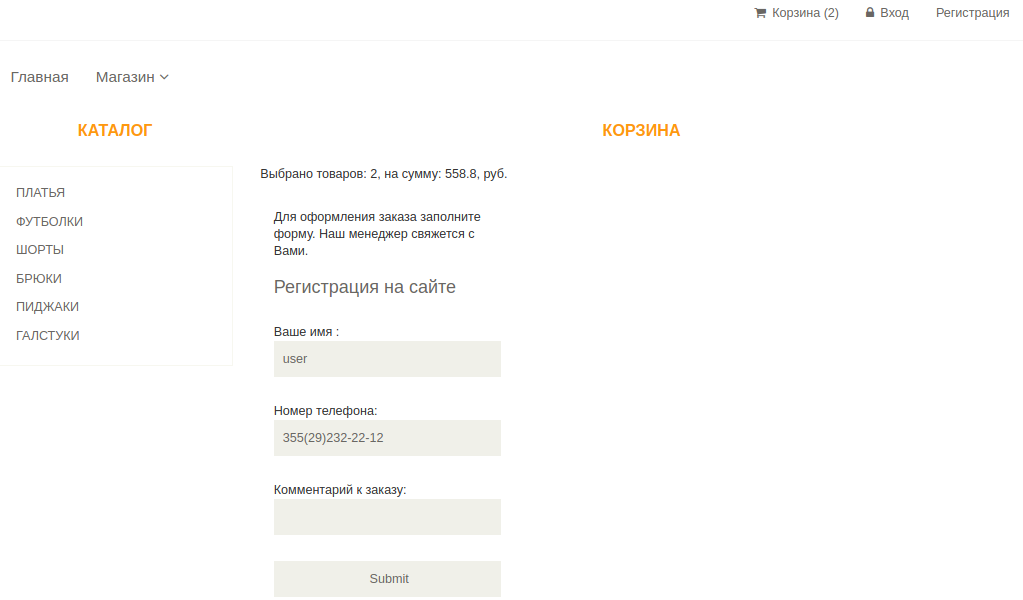 Корзина (2) Вход Регистрация
Главная Магазин
КАТАЛОГ
ПЛАТЬЯ
ФУТБОЛКИ
ШОРТЫ
БРЮКИ
ПИДЖАКИ
ГАЛСТУКИ
КОРЗИНА
Выбрано товаров: 2, на сумму: 558.8, руб.
Для оформления заказа заполните
форму. Наш менеджер свяжется с
Вами.
Регистрация на сайте
Ваше имя :
user
Номер телефона:
355(29)232-22-12
Комментарий к заказу:
Submit